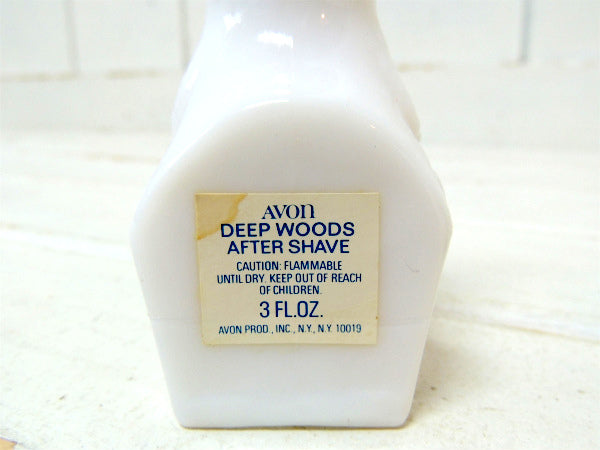 AVON
DEEP WOODS
AFTER SHAVE
CAUTION: FLAMMABLE
UNTIL DRY. KEEP OUT OF REACH
OF CHILDREN.
3 FL.OZ.
AVON PROD., INC., N.Y., N.Y. 10019